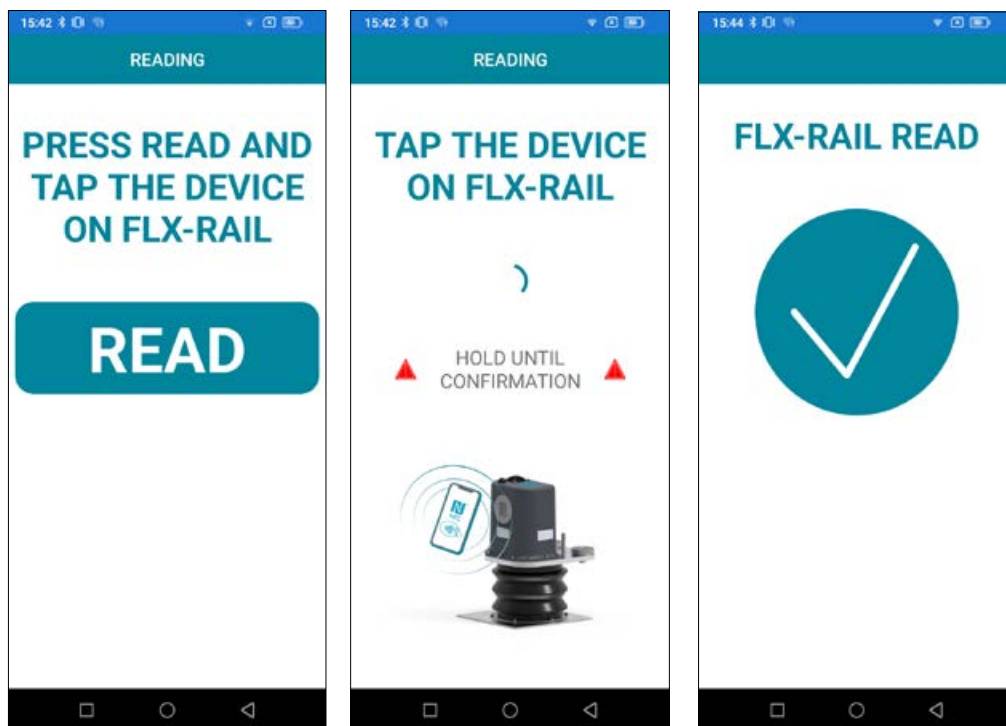 15:42
READING
PRESS READ AND
TAP THE DEVICE
ON FLX-RAIL
READ
15:42
READING
TAP THE DEVICE
ON FLX-RAIL
HOLD UNTIL
CONFIRMATION
15:44
FLX-RAIL READ